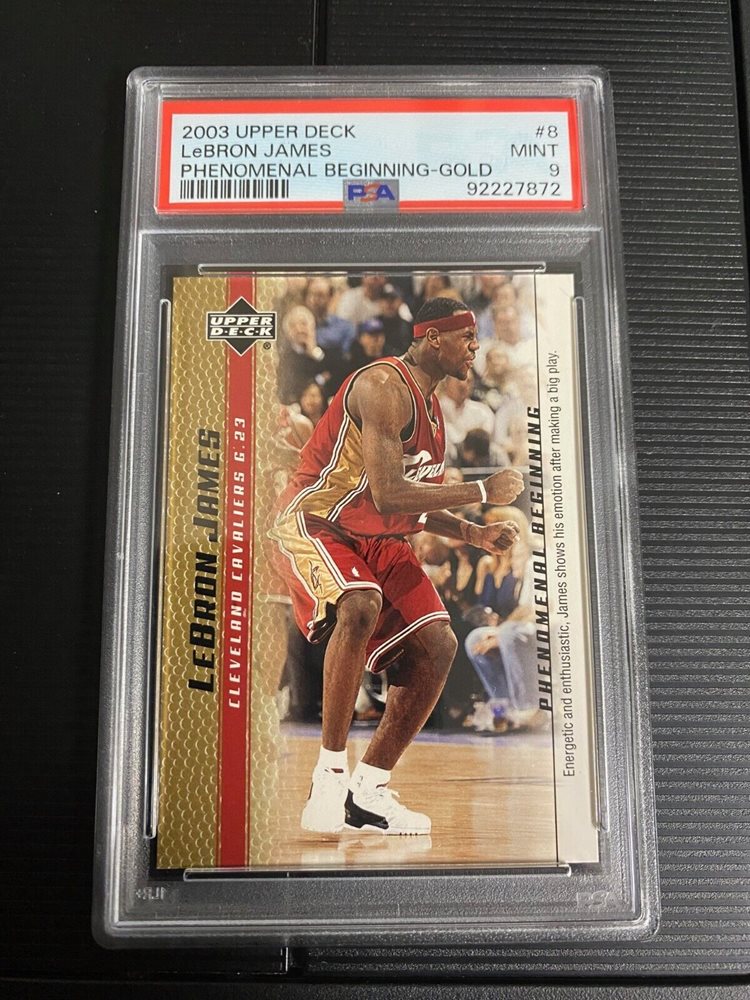 2003 UPPER DECK #8
LeBRON JAMES MINT
PHENOMENAL BEGINNING-GOLD 9
PSA 92227872
UPPER
D·E·C·K
®
LEBRON JAMES
CLEVELAND CAVALIERS G·23
PHENOMENAL BEGINNING
Energetic and enthusiastic, James shows his emotion after making a big play.
PSA